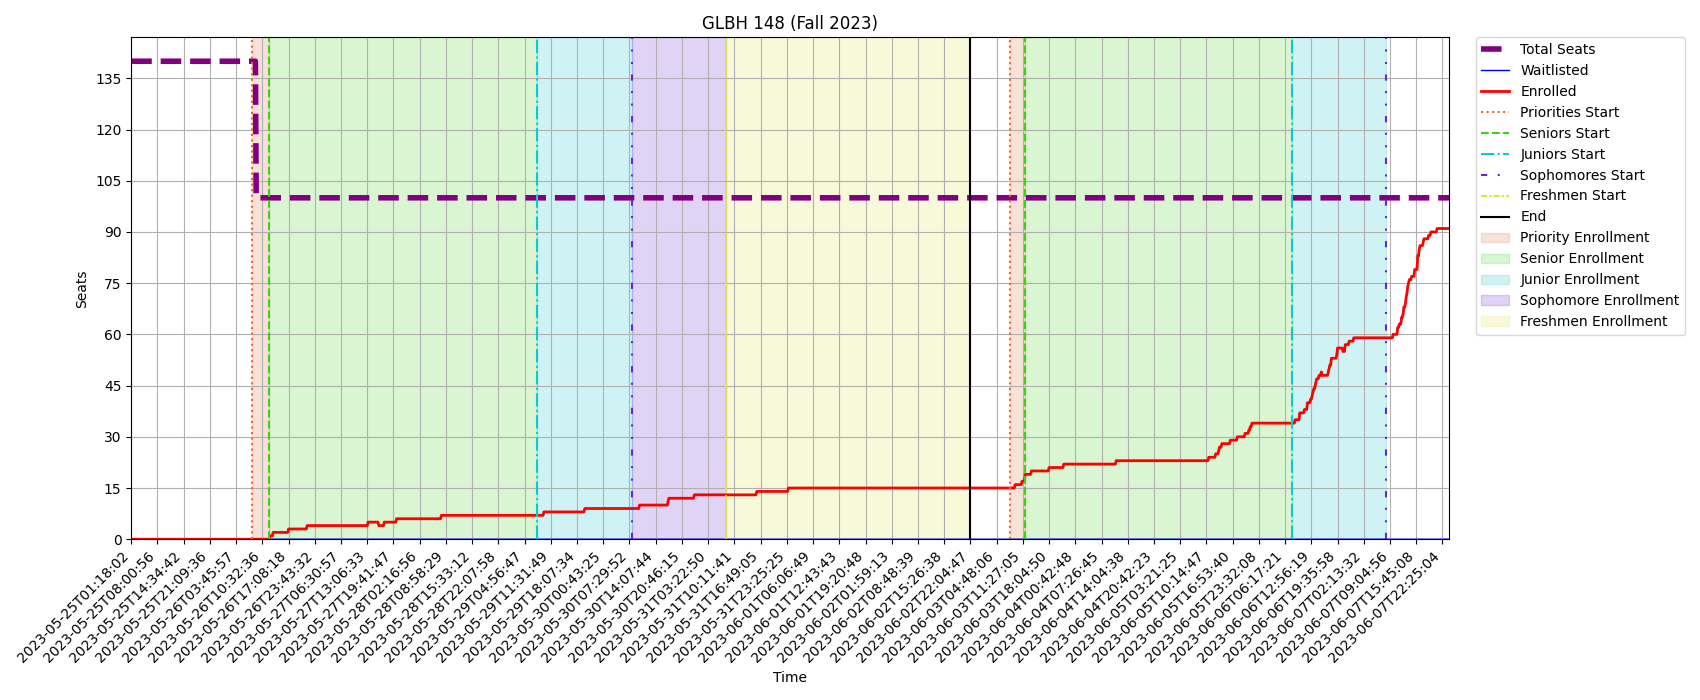 GLBH 148 (Fall 2023)
Seats
135
120
105
90
75
60
45
30
15
0
2023-05-25T01:18:02
2023-05-25T08:00:56
2023-05-25T14:34:42
2023-05-25T21:09:36
2023-05-26T03:45:57
2023-05-26T10:32:36
2023-05-26T17:08:18
2023-05-26T23:43:32
2023-05-27T06:30:57
2023-05-27T13:06:33
2023-05-27T19:41:47
2023-05-28T02:16:56
2023-05-28T08:58:29
2023-05-28T15:33:12
2023-05-28T22:07:58
2023-05-29T04:56:47
2023-05-29T11:31:49
2023-05-29T18:07:34
2023-05-30T00:43:25
2023-05-30T07:29:52
2023-05-30T14:07:44
2023-05-30T20:46:15
2023-05-31T03:22:50
2023-05-31T10:11:41
2023-05-31T16:49:05
2023-05-31T23:25:25
2023-06-01T06:06:49
2023-06-01T12:43:43
2023-06-01T19:20:48
2023-06-02T01:59:13
2023-06-02T08:48:39
2023-06-02T15:26:38
2023-06-02T22:04:47
2023-06-03T04:48:06
2023-06-03T11:27:05
2023-06-03T18:04:50
2023-06-04T00:42:48
2023-06-04T07:26:45
2023-06-04T14:04:38
2023-06-04T20:42:23
2023-06-05T03:21:25
2023-06-05T10:14:47
2023-06-05T16:53:40
2023-06-05T23:32:08
2023-06-06T06:17:21
2023-06-06T12:56:19
2023-06-06T19:35:58
2023-06-07T02:13:32
2023-06-07T09:04:56
2023-06-07T15:45:08
2023-06-07T22:25:04
Time
Total Seats
Waitlisted
Enrolled
Priorities Start
Seniors Start
Juniors Start
Sophomores Start
Freshmen Start
End
Priority Enrollment
Senior Enrollment
Junior Enrollment
Sophomore Enrollment
Freshmen Enrollment